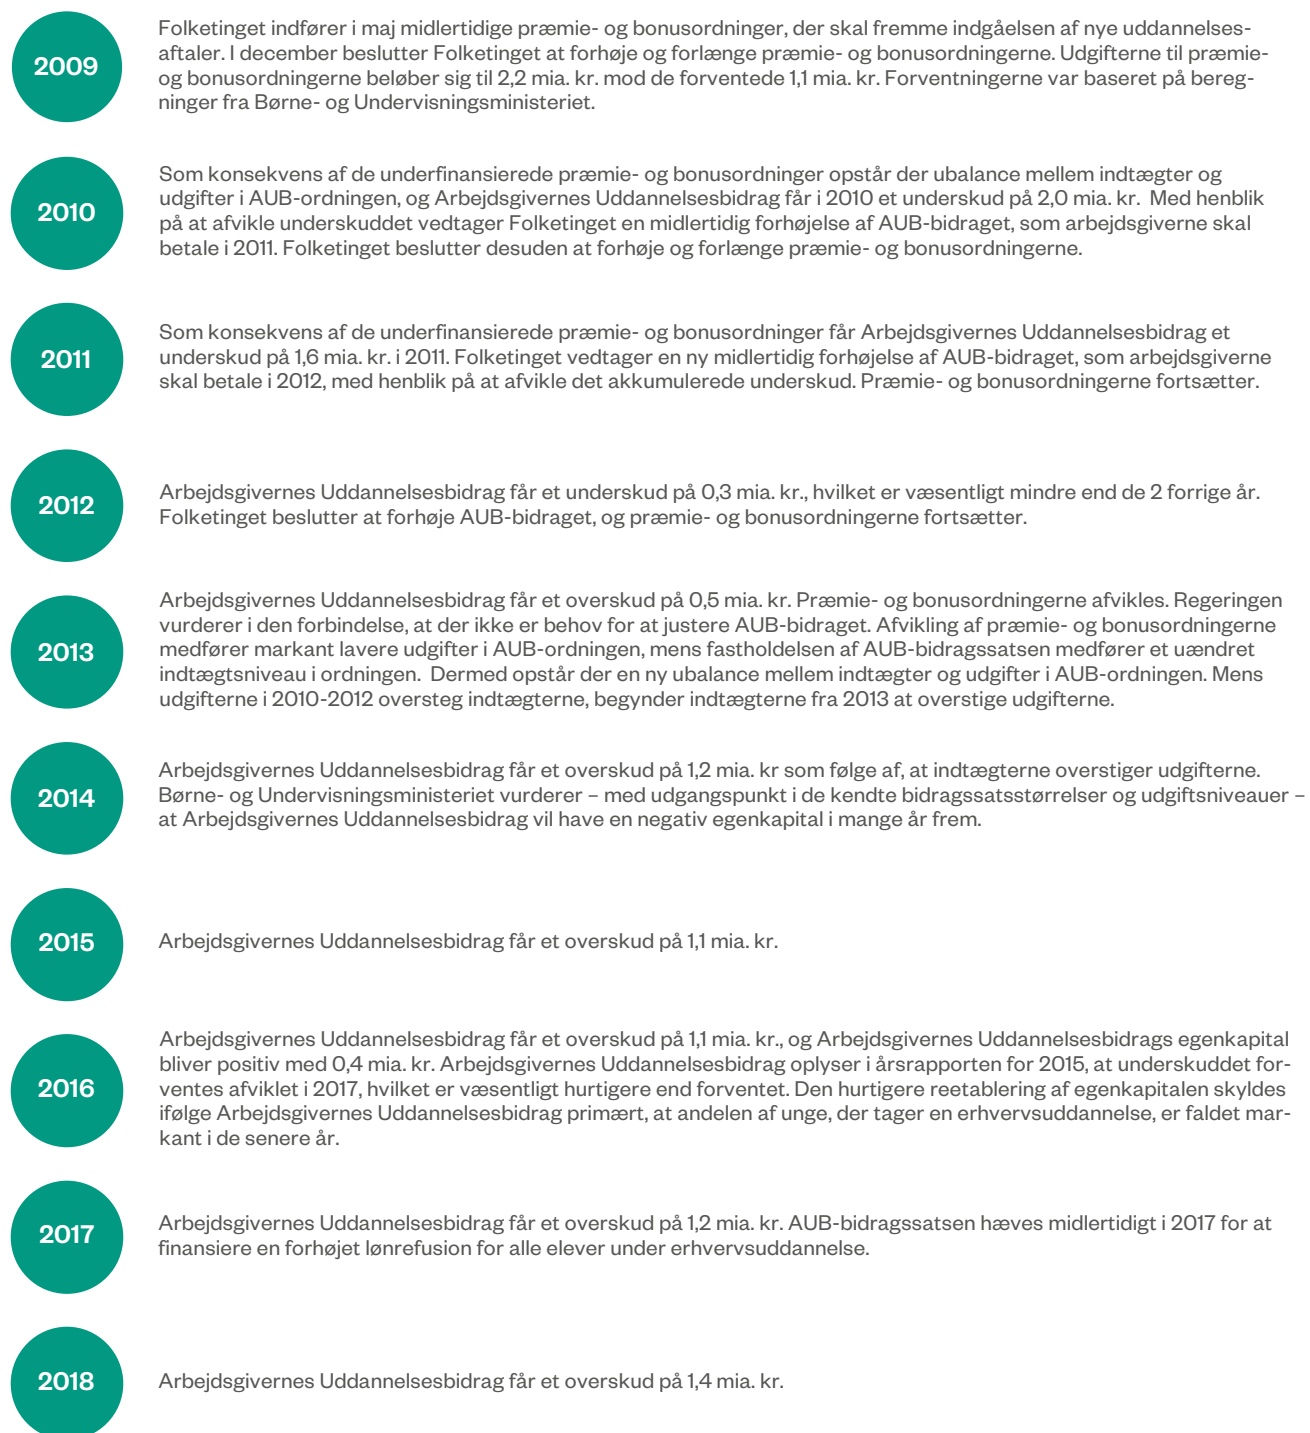 2009
Folketinget indfører i maj midlertidige præmie- og bonusordninger, der skal fremme indgåelsen af nye uddannelses-
aftaler. I december beslutter Folketinget at forhøje og forlænge præmie- og bonusordningerne. Udgifterne til præmie-
og bonusordningerne beløber sig til 2,2 mia. kr. mod de forventede 1,1 mia. kr. Forventningerne var baseret på bereg-
ninger fra Børne- og Undervisningsministeriet.
2010
Som konsekvens af de underfinansierede præmie- og bonusordninger opstår der ubalance mellem indtægter og
udgifter i AUB-ordningen, og Arbejdsgivernes Uddannelsesbidrag får i 2010 et underskud på 2,0 mia. kr.  Med henblik
på at afvikle underskuddet vedtager Folketinget en midlertidig forhøjelse af AUB-bidraget, som arbejdsgiverne skal
betale i 2011. Folketinget beslutter desuden at forhøje og forlænge præmie- og bonusordningerne.
2011
Som konsekvens af de underfinansierede præmie- og bonusordninger får Arbejdsgivernes Uddannelsesbidrag et
underskud på 1,6 mia. kr. i 2011. Folketinget vedtager en ny midlertidig forhøjelse af AUB-bidraget, som arbejdsgiverne
skal betale i 2012, med henblik på at afvikle det akkumulerede underskud. Præmie- og bonusordningerne fortsætter.
2012
Arbejdsgivernes Uddannelsesbidrag får et underskud på 0,3 mia. kr., hvilket er væsentligt mindre end de 2 forrige år.
Folketinget beslutter at forhøje AUB-bidraget, og præmie- og bonusordningerne fortsætter.
2013
Arbejdsgivernes Uddannelsesbidrag får et overskud på 0,5 mia. kr. Præmie- og bonusordningerne afvikles. Regeringen
vurderer i den forbindelse, at der ikke er behov for at justere AUB-bidraget. Afvikling af præmie- og bonusordningerne
medfører markant lavere udgifter i AUB-ordningen, mens fastholdelsen af AUB-bidragssatsen medfører et uændret
indtægtsniveau i ordningen.  Dermed opstår der en ny ubalance mellem indtægter og udgifter i AUB-ordningen. Mens
udgifterne i 2010-2012 oversteg indtægterne, begynder indtægterne fra 2013 at overstige udgifterne.
2014
Arbejdsgivernes Uddannelsesbidrag får et overskud på 1,2 mia. kr som følge af, at indtægterne overstiger udgifterne.
Børne- og Undervisningsministeriet vurderer – med udgangspunkt i de kendte bidragssatsstørrelser og udgiftsniveauer –
at Arbejdsgivernes Uddannelsesbidrag vil have en negativ egenkapital i mange år frem.
2015
Arbejdsgivernes Uddannelsesbidrag får et overskud på 1,1 mia. kr.
2016
Arbejdsgivernes Uddannelsesbidrag får et overskud på 1,1 mia. kr., og Arbejdsgivernes Uddannelsesbidrags egenkapital
bliver positiv med 0,4 mia. kr. Arbejdsgivernes Uddannelsesbidrag oplyser i årsrapporten for 2015, at underskuddet for-
ventes afviklet i 2017, hvilket er væsentligt hurtigere end forventet. Den hurtigere reetablering af egenkapitalen skyldes
ifølge Arbejdsgivernes Uddannelsesbidrag primært, at andelen af unge, der tager en erhvervsuddannelse, er faldet mar-
kant i de senere år.
2017
Arbejdsgivernes Uddannelsesbidrag får et overskud på 1,2 mia. kr. AUB-bidragssatsen hæves midlertidigt i 2017 for at
finansiere en forhøjet lønrefusion for alle elever under erhvervsuddannelse.
2018
Arbejdsgivernes Uddannelsesbidrag får et overskud på 1,4 mia. kr.